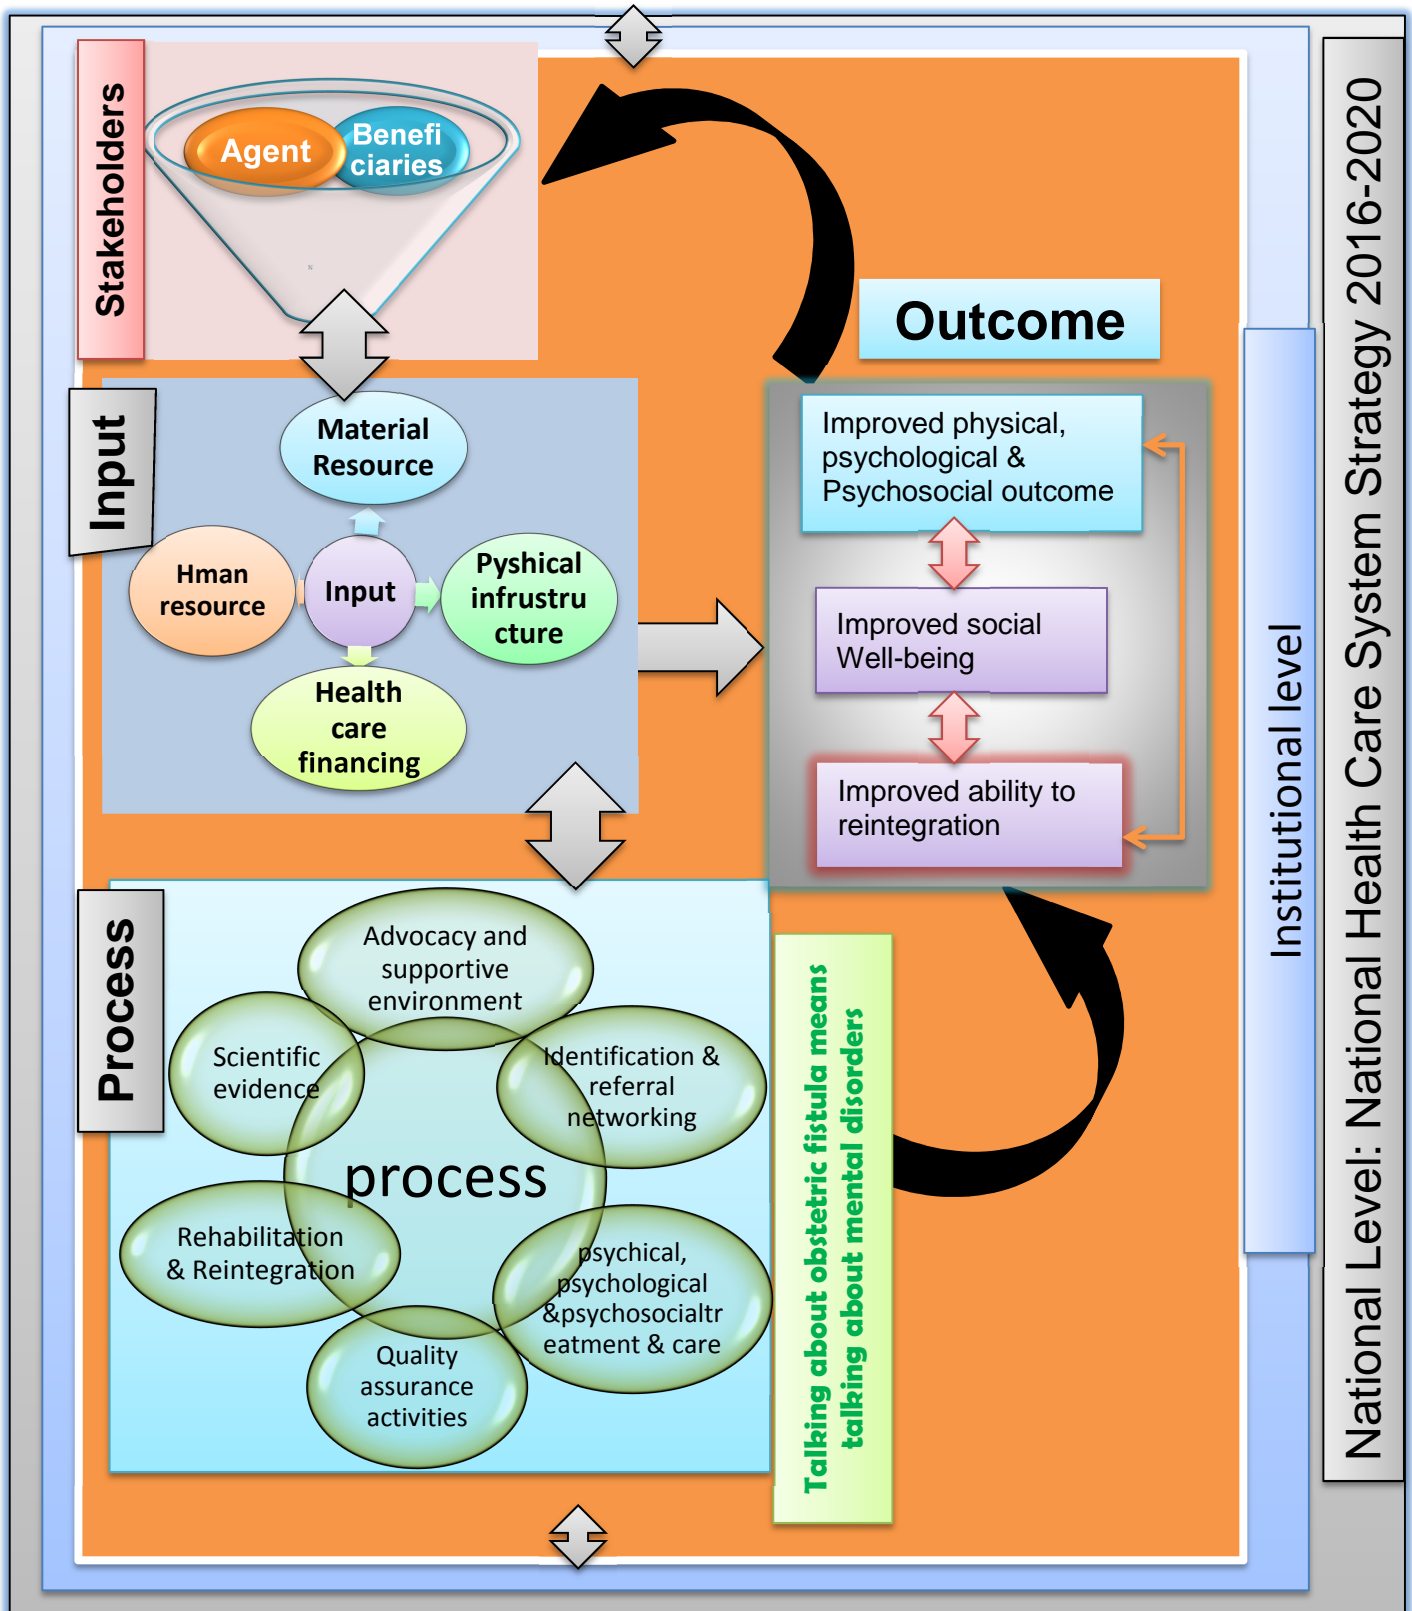 Stakeholders
Agent
Benefi
ciaries
N
Input
Material
Resource
Hman
resource
Input
Pyshical
infrustru
cture
Health
care
financing
Outcome
Improved physical,
psychological &
Psychosocial outcome
Improved social
Well-being
Improved ability to
reintegration
Process
Advocacy and
supportive
environment
Scientific
evidence
Identification &
referral
networking
process
Rehabilitation
& Reintegration
psychical,
psychological
&psychosocialtr
eatment & care
Quality
assurance
activities
Talking about obstetric fistula means
talking about mental disorders
Institutional level
National Level: National Health Care System Strategy 2016-2020